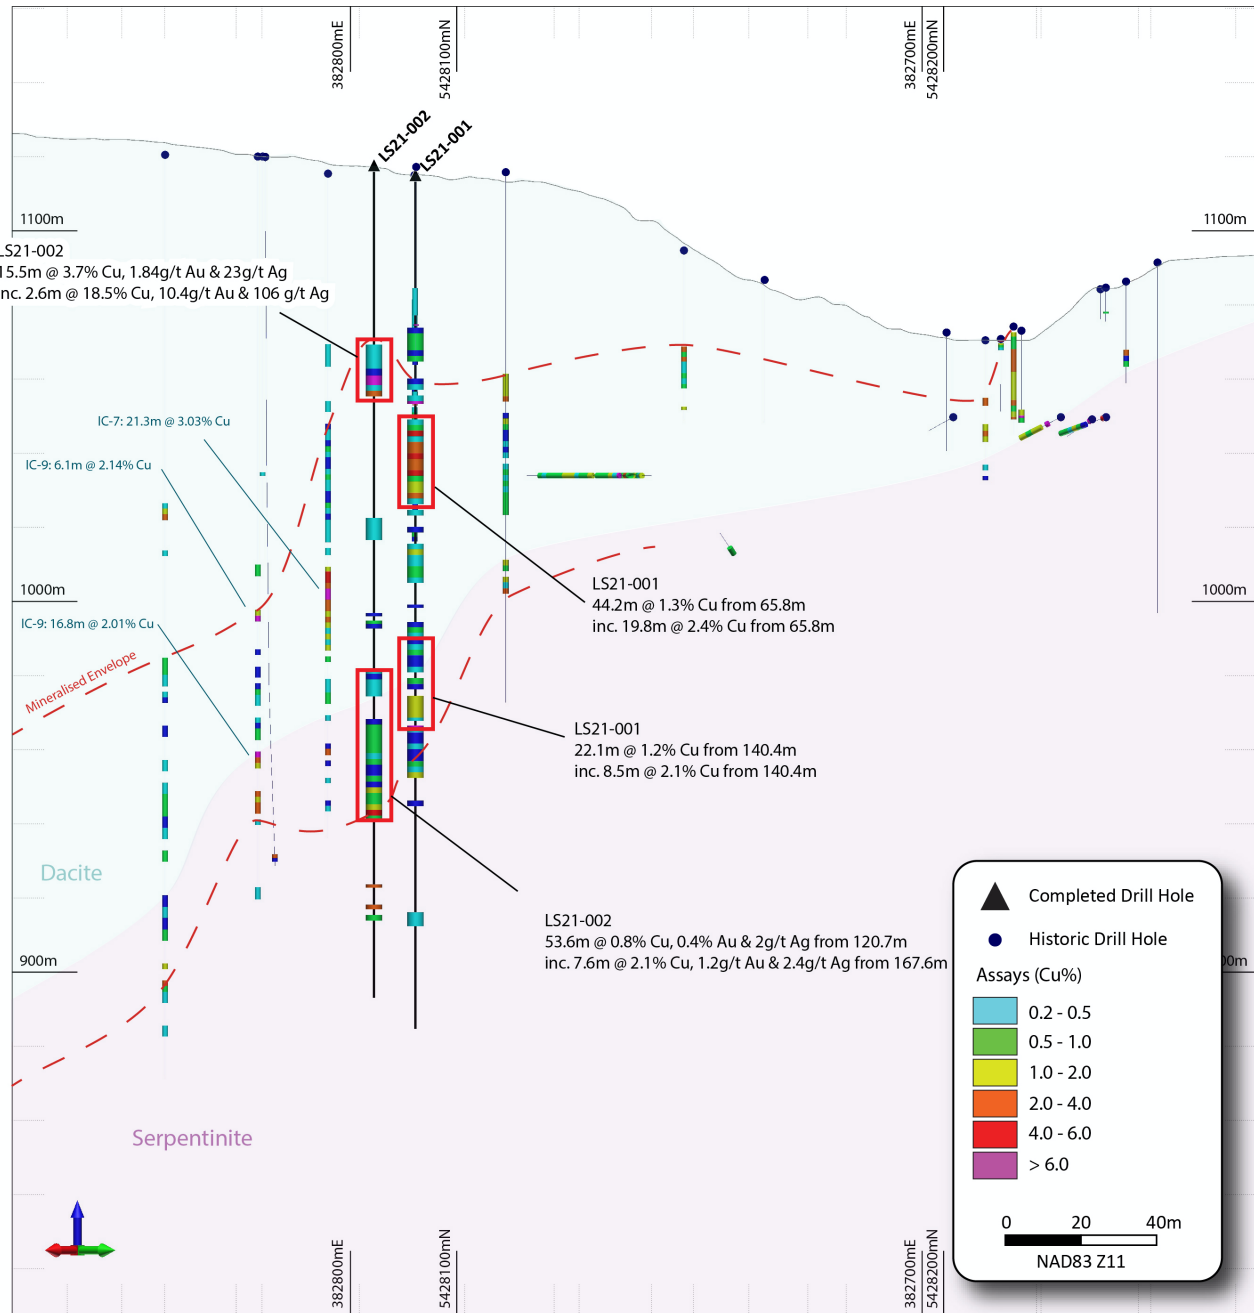 382800mE
5428100mN
382700mE
5428200mN
LS21-002
LS21-001
1100m
1100m
LS21-002
15.5m @ 3.7% Cu, 1.84g/t Au & 23g/t Ag
inc. 2.6m @ 18.5% Cu, 10.4g/t Au & 106 g/t Ag
IC-7: 21.3m @ 3.03% Cu
IC-9: 6.1m @ 2.14% Cu
LS21-001
44.2m @ 1.3% Cu from 65.8m
inc. 19.8m @ 2.4% Cu from 65.8m
1000m
1000m
IC-9: 16.8m @ 2.01% Cu
Mineralised Envelope
LS21-001
22.1m @ 1.2% Cu from 140.4m
inc. 8.5m @ 2.1% Cu from 140.4m
Dacite
LS21-002
53.6m @ 0.8% Cu, 0.4% Au & 2g/t Ag from 120.7m
inc. 7.6m @ 2.1% Cu, 1.2g/t Au & 2.4g/t Ag from 167.6m
900m
Serpentinite
Completed Drill Hole
Historic Drill Hole
Assays (Cu%)
0.2 - 0.5
0.5 - 1.0
1.0 - 2.0
2.0 - 4.0
4.0 - 6.0
> 6.0
0 20 40m
NAD83 Z11
382800mE
5428100mN
382700mE
5428200mN